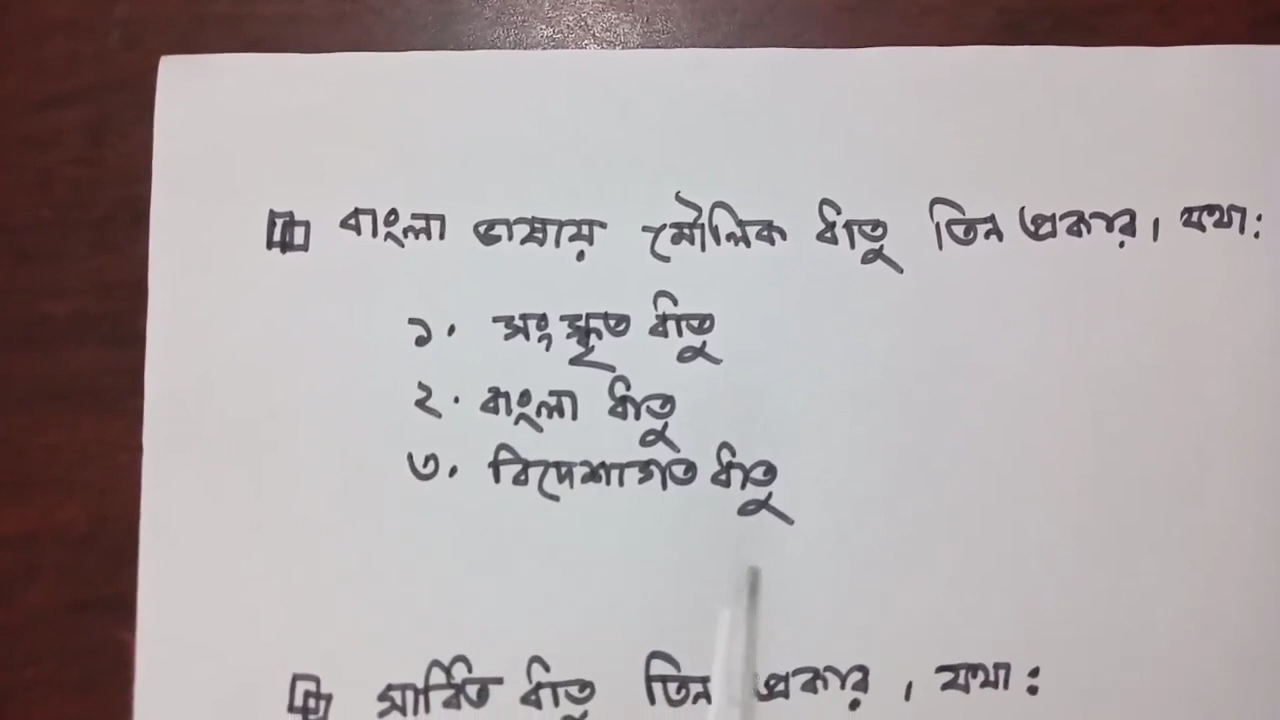 বাংলা ভাষায় মৌলিক ধাতু তিন প্রকার, যথা:
১. সংস্কৃত ধাতু
২. বাংলা ধাতু
৩. বিদেশাগত ধাতু
সাধিত ধাতু তিন প্রকার, যথা: